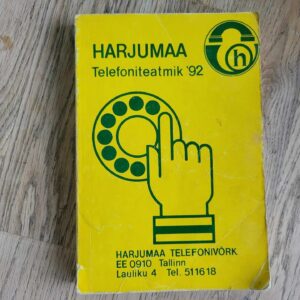 HARJUMAA
Telefoniteatmik '92
h
HARJUMAA TELEFONIVÕRK
EE 0910 Tallinn
Lauliku 4 Tel. 511618